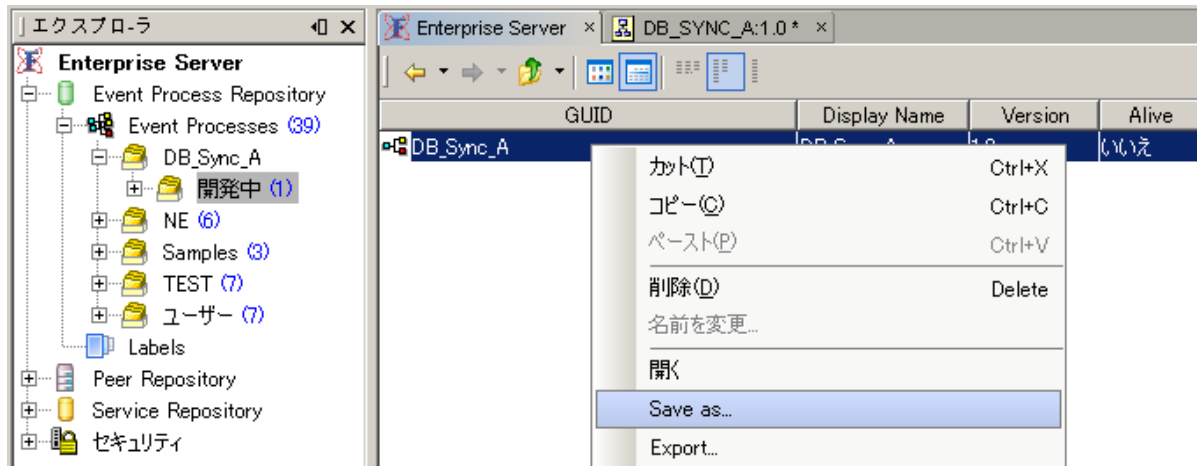 エクスプロ-ラ
Enterprise Server
Event Process Repository
Event Processes (39)
DB_Sync_A
開発中 (1)
NE (6)
Samples (3)
TEST (7)
ユーザー (7)
Labels
Peer Repository
Service Repository
セキュリティ
Enterprise Server
DB_SYNC_A:1.0 *
GUID Display Name Version Alive
DB_Sync_A いいえ
カット(T) Ctrl+X
コピー(C) Ctrl+C
ペースト(P) Ctrl+V
削除(D) Delete
名前を変更...
開く
Save as...
Export...